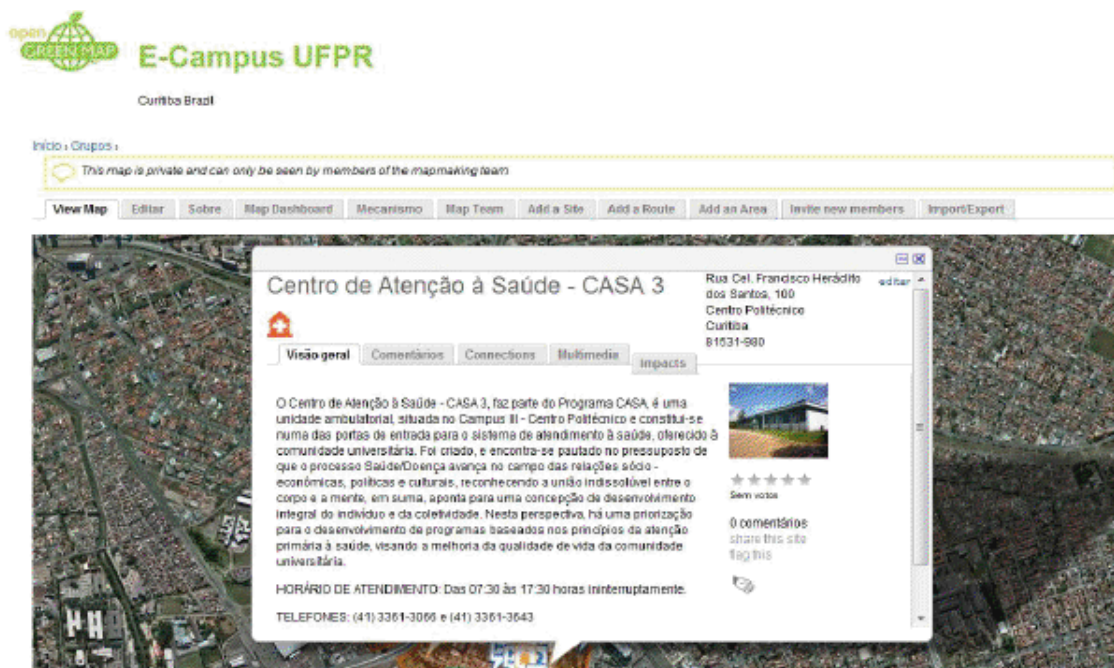 open
GREEN MAP
E-Campus UFPR
Curitiba Brazil
Início › Grupos ›
This map is private and can only be seen by members of the mapmaking team
View Map Editar Sobre Map Dashboard Mecanismo Map Team Add a Site Add a Route Add an Area Invite new members Import/Export
Centro de Atenção à Saúde - CASA 3
Rua Cel. Francisco Heráclito
dos Santos, 100
Centro Politécnico
Curitiba
81531-980
editar
Visão geral Comentários Connections Multimedia Impacts
O Centro de Atenção à Saúde - CASA 3, faz parte do Programa CASA, é uma
unidade ambulatorial, situada no Campus III - Centro Politécnico e constitui-se
numa das portas de entrada para o sistema de atendimento à saúde, oferecido à
comunidade universitária. Foi criado, e encontra-se pautado no pressuposto de
que o processo Saúde/Doença avança no campo das relações sócio -
económicas, políticas e culturais, reconhecendo a união indissolúvel entre o
corpo e a mente, em suma, aponta para uma concepção de desenvolvimento
integral do indivíduo e da coletividade. Nesta perspectiva, há uma priorização
para o desenvolvimento de programas baseados nos princípios da atenção
primária à saúde, visando a melhoria da qualidade de vida da comunidade
universitária.
HORÁRIO DE ATENDIMENTO: Das 07:30 às 17:30 horas ininterruptamente.
TELEFONES: (41) 3361-3066 e (41) 3361-3643
Sem votos
0 comentários
share this site
flag this